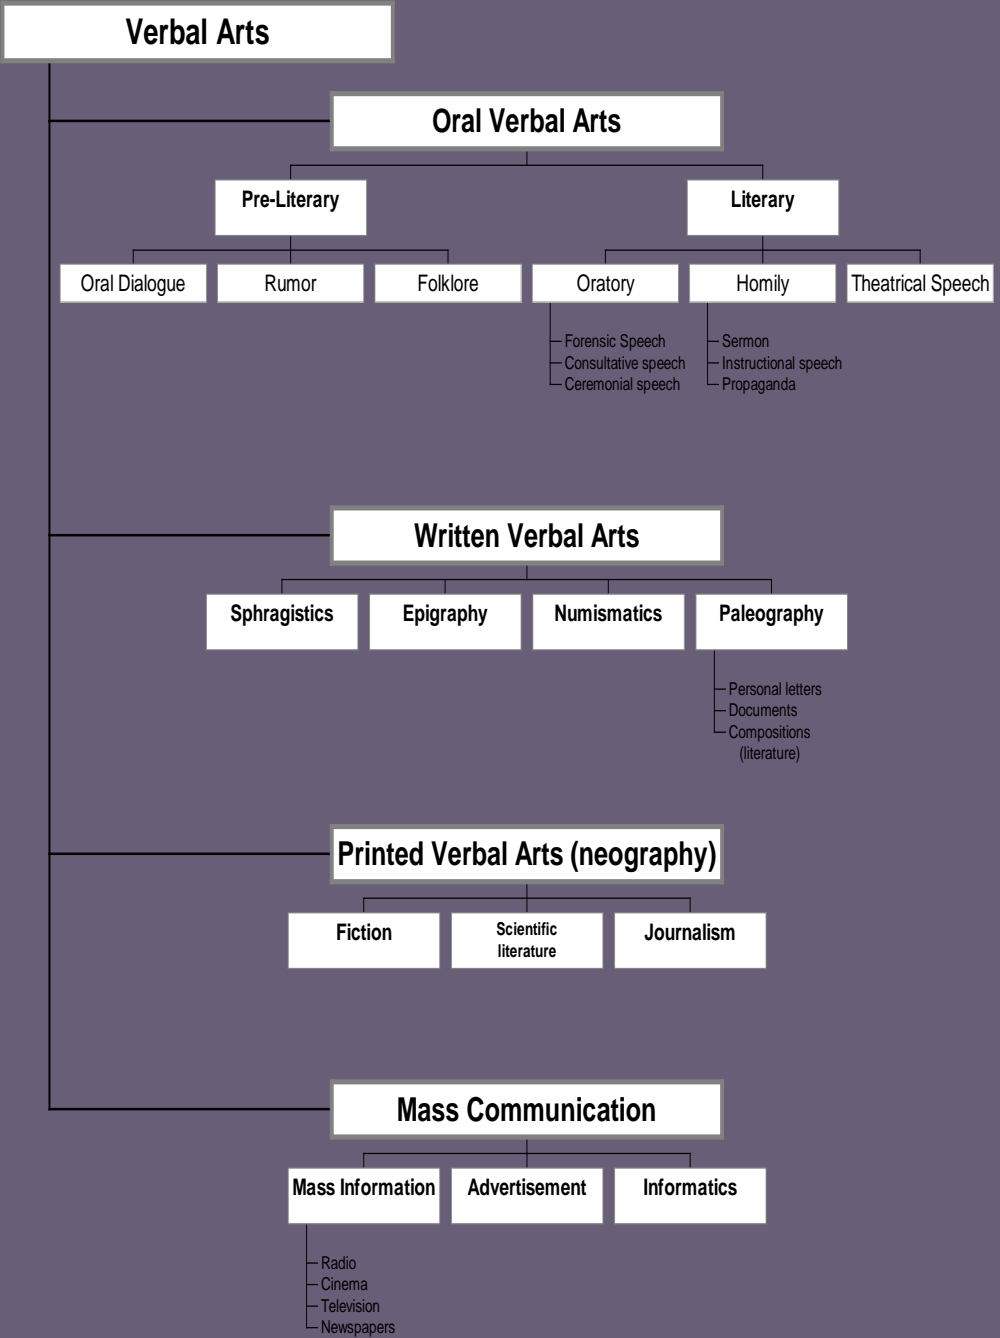 Verbal Arts
Oral Verbal Arts
Pre-Literary
Literary
Oral Dialogue
Rumor
Folklore
Oratory
Homily
Theatrical Speech
Forensic Speech
Consultative speech
Ceremonial speech
Sermon
Instructional speech
Propaganda
Written Verbal Arts
Sphragistics
Epigraphy
Numismatics
Paleography
Personal letters
Documents
Compositions
(literature)
Printed Verbal Arts (neography)
Fiction
Scientific
literature
Journalism
Mass Communication
Mass Information
Advertisement
Informatics
Radio
Cinema
Television
Newspapers